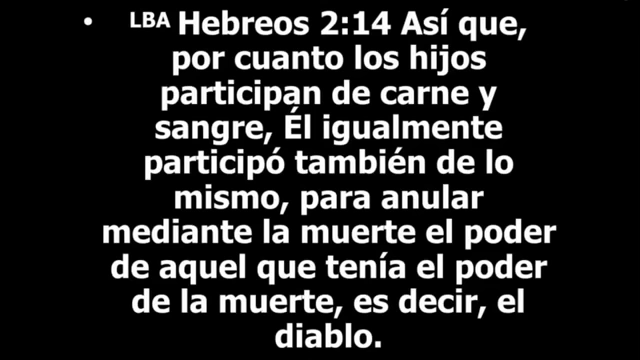 • LBA Hebreos 2:14 Así que,
por cuanto los hijos
participan de carne y
sangre, Él igualmente
participó también de lo
mismo, para anular
mediante la muerte el poder
de aquel que tenía el poder
de la muerte, es decir, el
diablo.